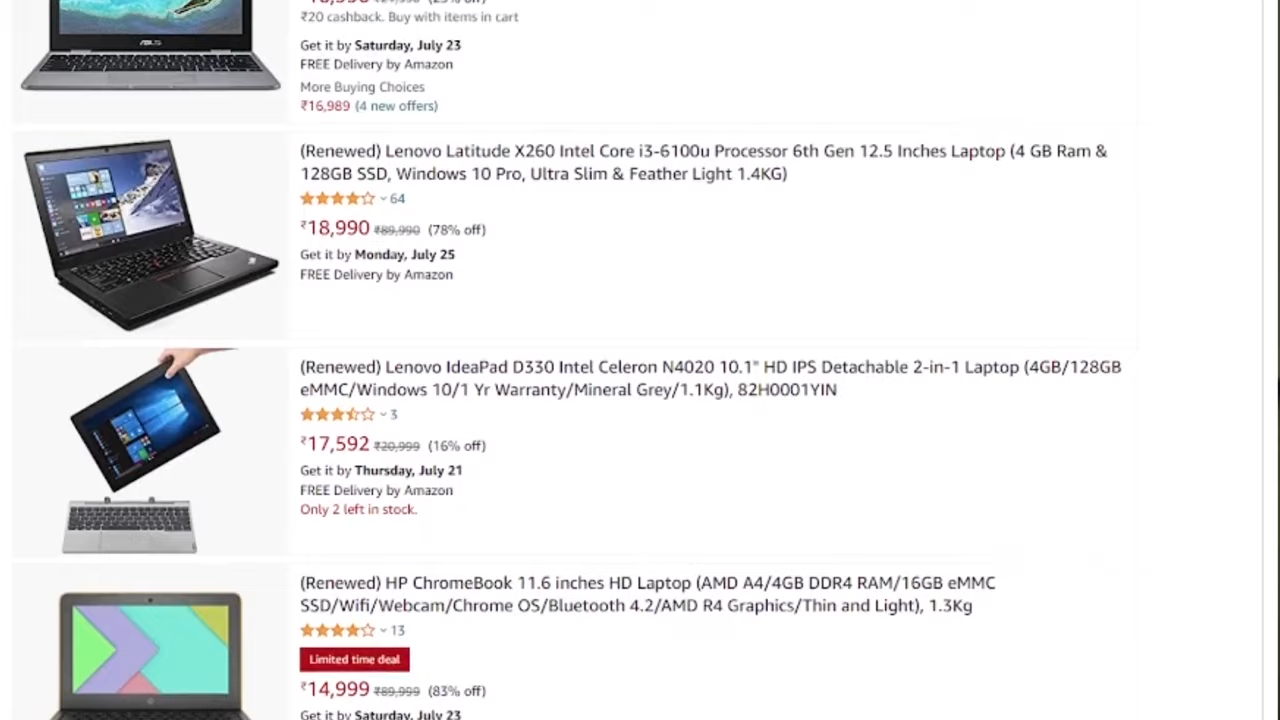 ASUS
₹20 cashback. Buy with items in cart
Get it by Saturday, July 23
FREE Delivery by Amazon
More Buying Choices
₹16,989 (4 new offers)
(Renewed) Lenovo Latitude X260 Intel Core i3-6100u Processor 6th Gen 12.5 Inches Laptop (4 GB Ram &
128GB SSD, Windows 10 Pro, Ultra Slim & Feather Light 1.4KG)
64
₹18,990 ₹89,990 (78% off)
Get it by Monday, July 25
FREE Delivery by Amazon
(Renewed) Lenovo IdeaPad D330 Intel Celeron N4020 10.1" HD IPS Detachable 2-in-1 Laptop (4GB/128GB
eMMC/Windows 10/1 Yr Warranty/Mineral Grey/1.1Kg), 82H0001YIN
3
₹17,592 ₹20,999 (16% off)
Get it by Thursday, July 21
FREE Delivery by Amazon
Only 2 left in stock.
(Renewed) HP ChromeBook 11.6 inches HD Laptop (AMD A4/4GB DDR4 RAM/16GB eMMC
SSD/Wifi/Webcam/Chrome OS/Bluetooth 4.2/AMD R4 Graphics/Thin and Light), 1.3Kg
13
Limited time deal
₹14,999 ₹89,999 (83% off)
Get it by Saturday, July 23